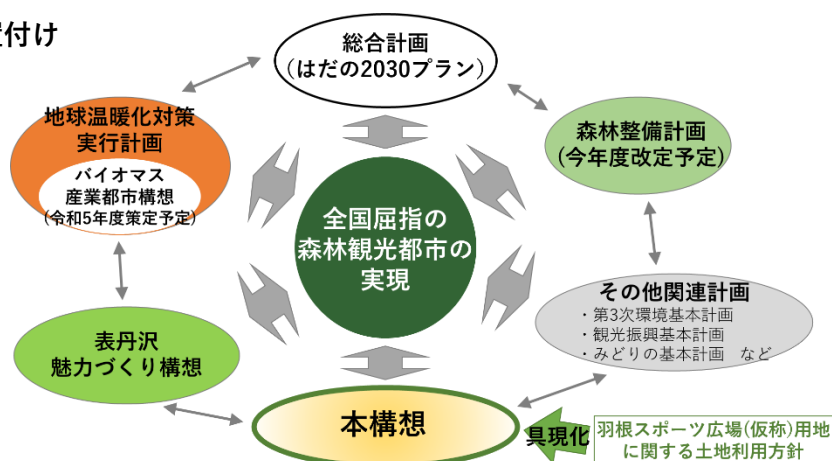 置付け
総合計画
(はだの2030プラン)
地球温暖化対策
実行計画
バイオマス
産業都市構想
(令和5年度策定予定)
森林整備計画
(今年度改定予定)
全国屈指の
森林観光都市の
実現
その他関連計画
・第3次環境基本計画
・観光振興基本計画
・みどりの基本計画 など
表丹沢
魅力づくり構想
本構想
具現化
羽根スポーツ広場(仮称)用地
に関する土地利用方針